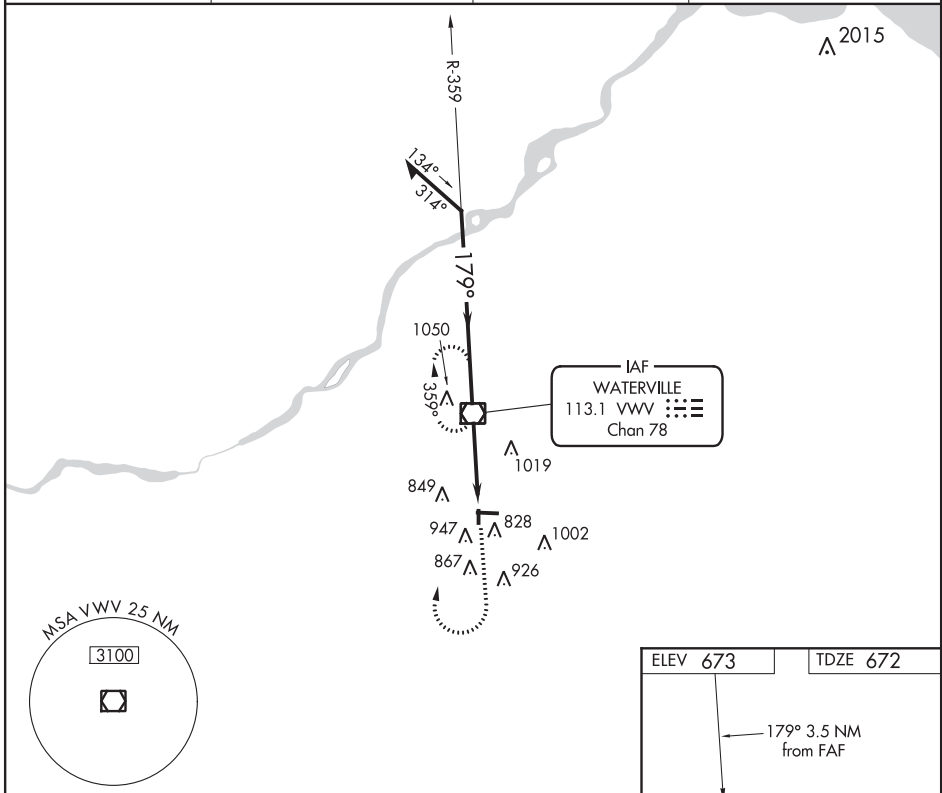 2015
R-359
134°
314°
179°
1050
359°
IAF
WATERVILLE
113.1 VWV
Chan 78
1019
849
828
947
1002
867
926
MSA VWV 25 NM
3100
ELEV 673
TDZE 672
179° 3.5 NM
from FAF